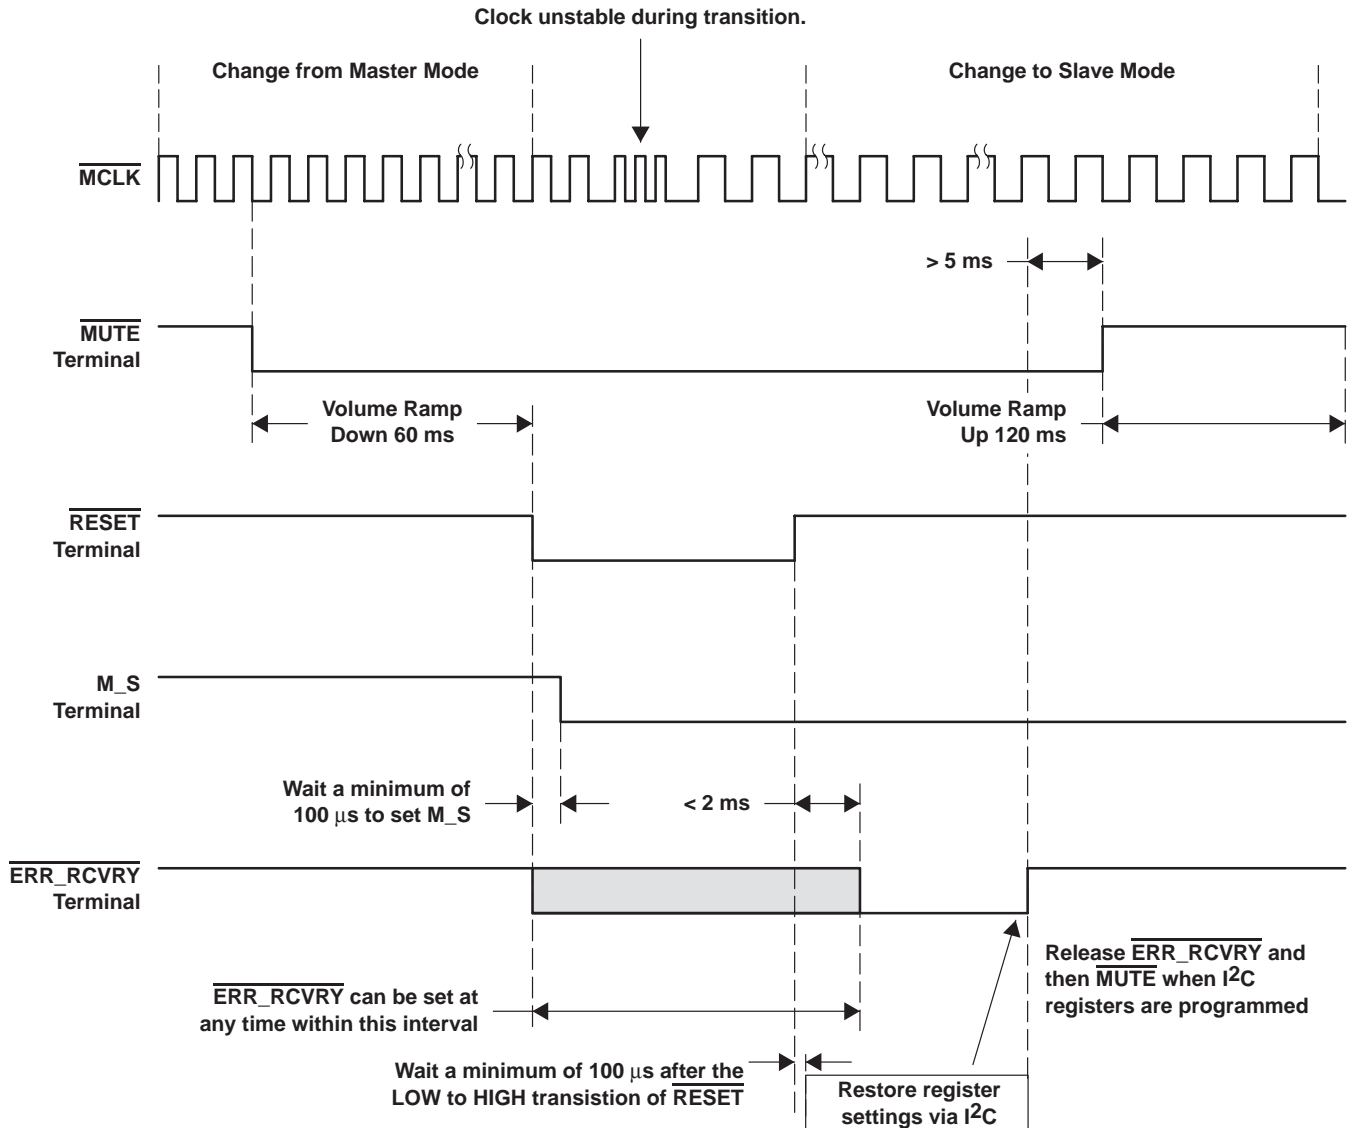 Clock unstable during transition.
Change from Master Mode
Change to Slave Mode
MCLK
> 5 ms
MUTE
Terminal
Volume Ramp
Down 60 ms
Volume Ramp
Up 120 ms
RESET
Terminal
M_S
Terminal
Wait a minimum of
100 μs to set M_S
< 2 ms
ERR_RCVRY
Terminal
ERR_RCVRY can be set at
any time within this interval
Release ERR_RCVRY and
then MUTE when I2C
registers are programmed
Wait a minimum of 100 μs after the
LOW to HIGH transistion of RESET
Restore register
settings via I2C